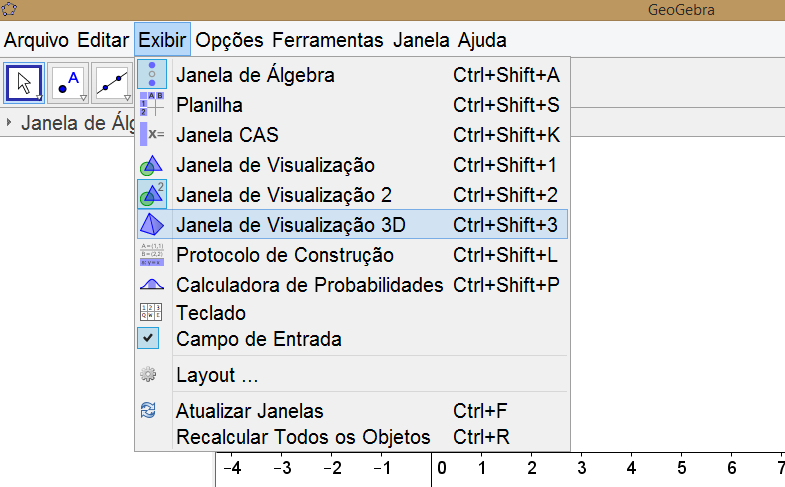 GeoGebra
Arquivo Editar Exibir Opções Ferramentas Janela Ajuda
A
Janela de Álg
Janela de Álgebra Ctrl+Shift+A
Planilha Ctrl+Shift+S
Janela CAS Ctrl+Shift+K
Janela de Visualização Ctrl+Shift+1
Janela de Visualização 2 Ctrl+Shift+2
Janela de Visualização 3D Ctrl+Shift+3
Protocolo de Construção Ctrl+Shift+L
Calculadora de Probabilidades Ctrl+Shift+P
Teclado
Campo de Entrada
Layout ...
Atualizar Janelas Ctrl+F
Recalcular Todos os Objetos Ctrl+R
-4 -3 -2 -1 0 1 2 3 4 5 6 7